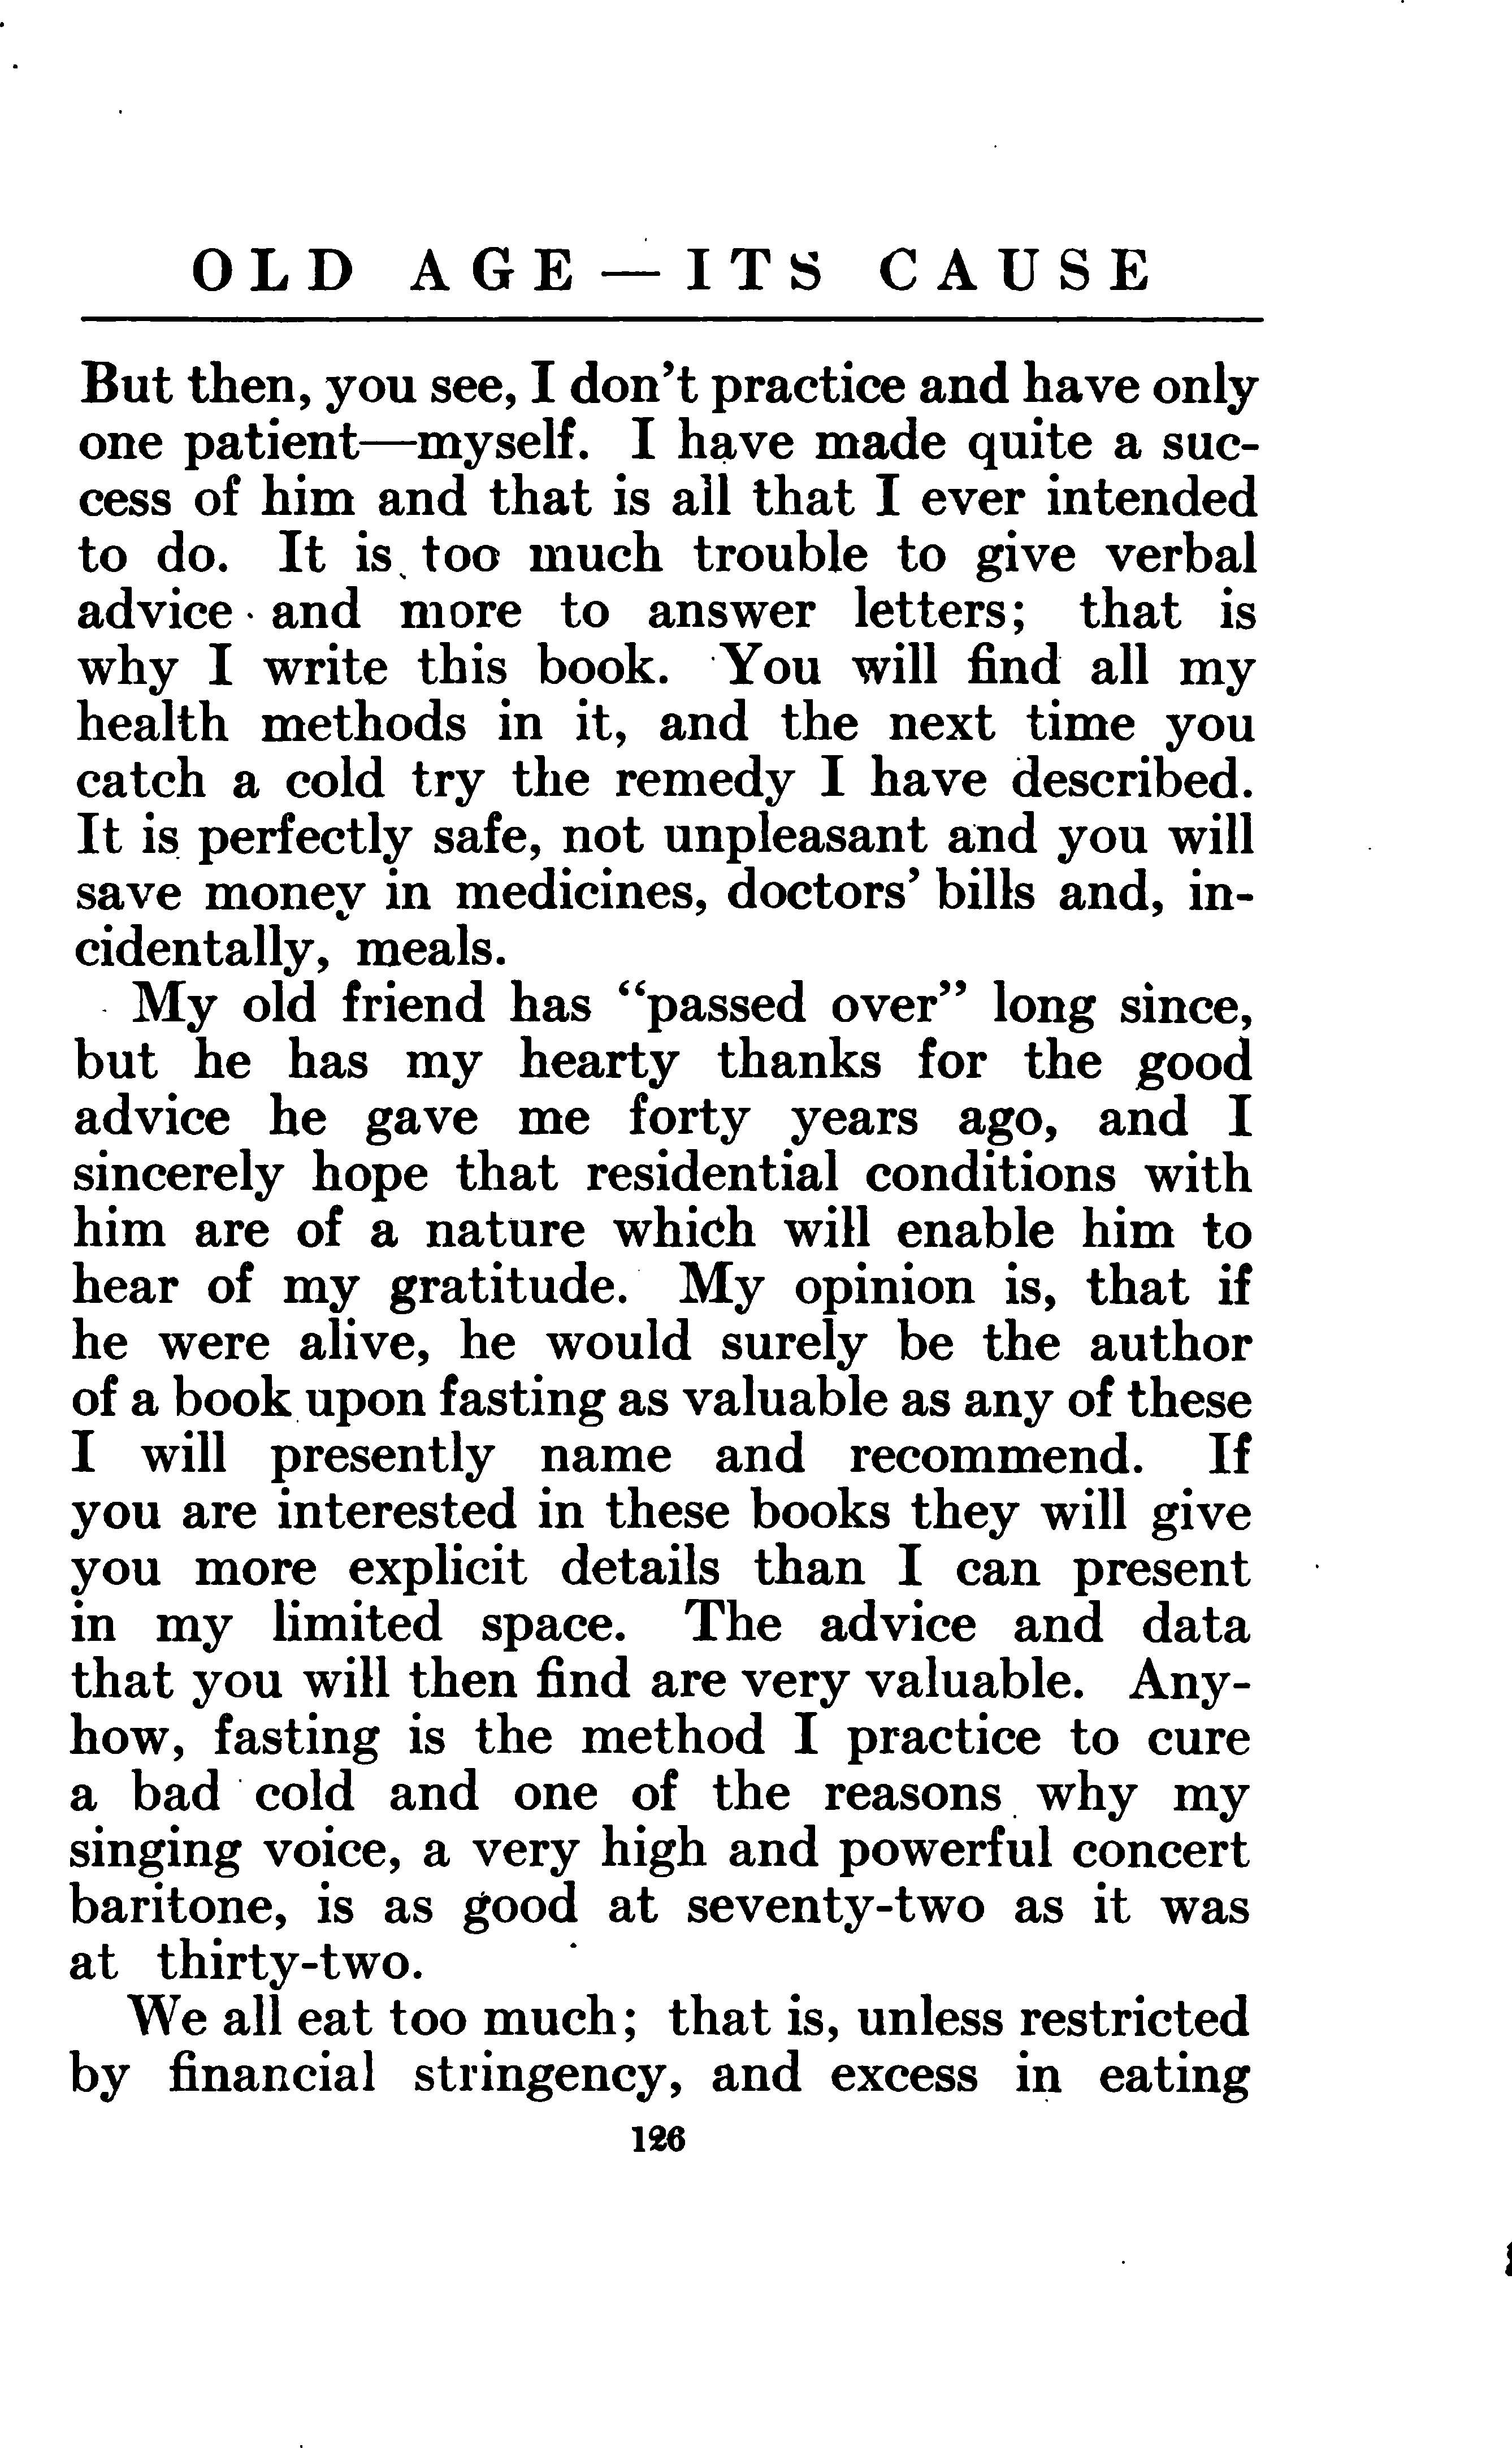 OLD AGE—ITS CAUSE
But then, you see, I don't practice and have only
one patient—myself. I have made quite a suc-
cess of him and that is all that I ever intended
to do. It is too much trouble to give verbal
advice and more to answer letters; that is
why I write this book. You will find all my
health methods in it, and the next time you
catch a cold try the remedy I have described.
It is perfectly safe, not unpleasant and you will
save money in medicines, doctors' bills and, in-
cidentally, meals.
My old friend has "passed over" long since,
but he has my hearty thanks for the good
advice he gave me forty years ago, and I
sincerely hope that residential conditions with
him are of a nature which will enable him to
hear of my gratitude. My opinion is, that if
he were alive, he would surely be the author
of a book upon fasting as valuable as any of these
I will presently name and recommend. If
you are interested in these books they will give
you more explicit details than I can present
in my limited space. The advice and data
that you will then find are very valuable. Any-
how, fasting is the method I practice to cure
a bad cold and one of the reasons why my
singing voice, a very high and powerful concert
baritone, is as good at seventy-two as it was
at thirty-two.
We all eat too much; that is, unless restricted
by financial stringency, and excess in eating
126